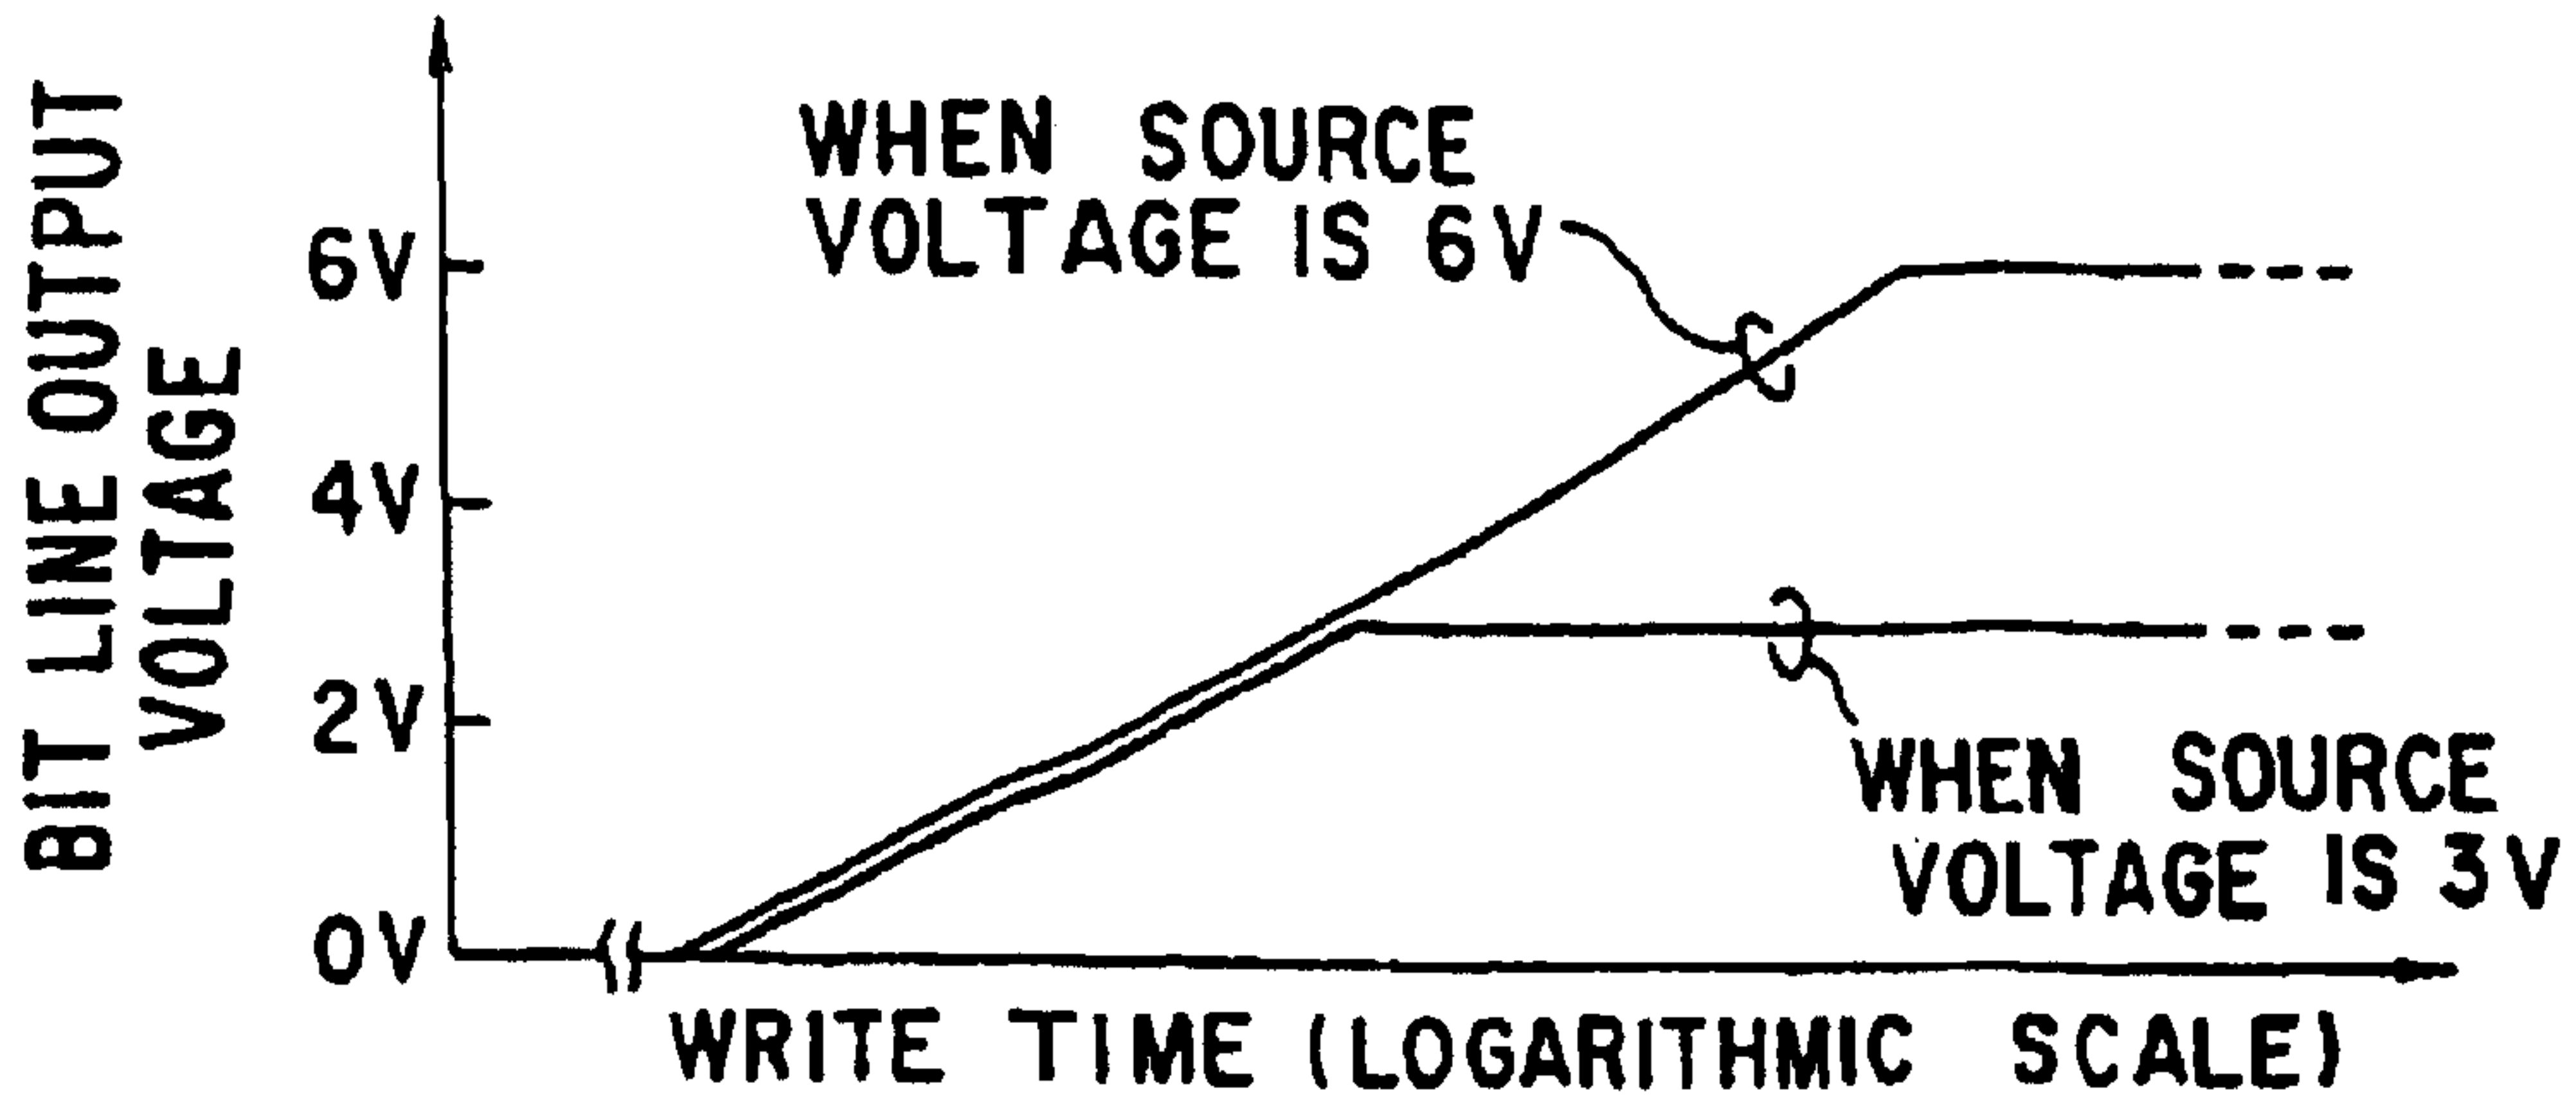 BIT LINE OUTPUT
VOLTAGE
6V
4V
2V
0V
WHEN SOURCE
VOLTAGE IS 6V
WHEN SOURCE
VOLTAGE IS 3V
WRITE TIME (LOGARITHMIC SCALE)